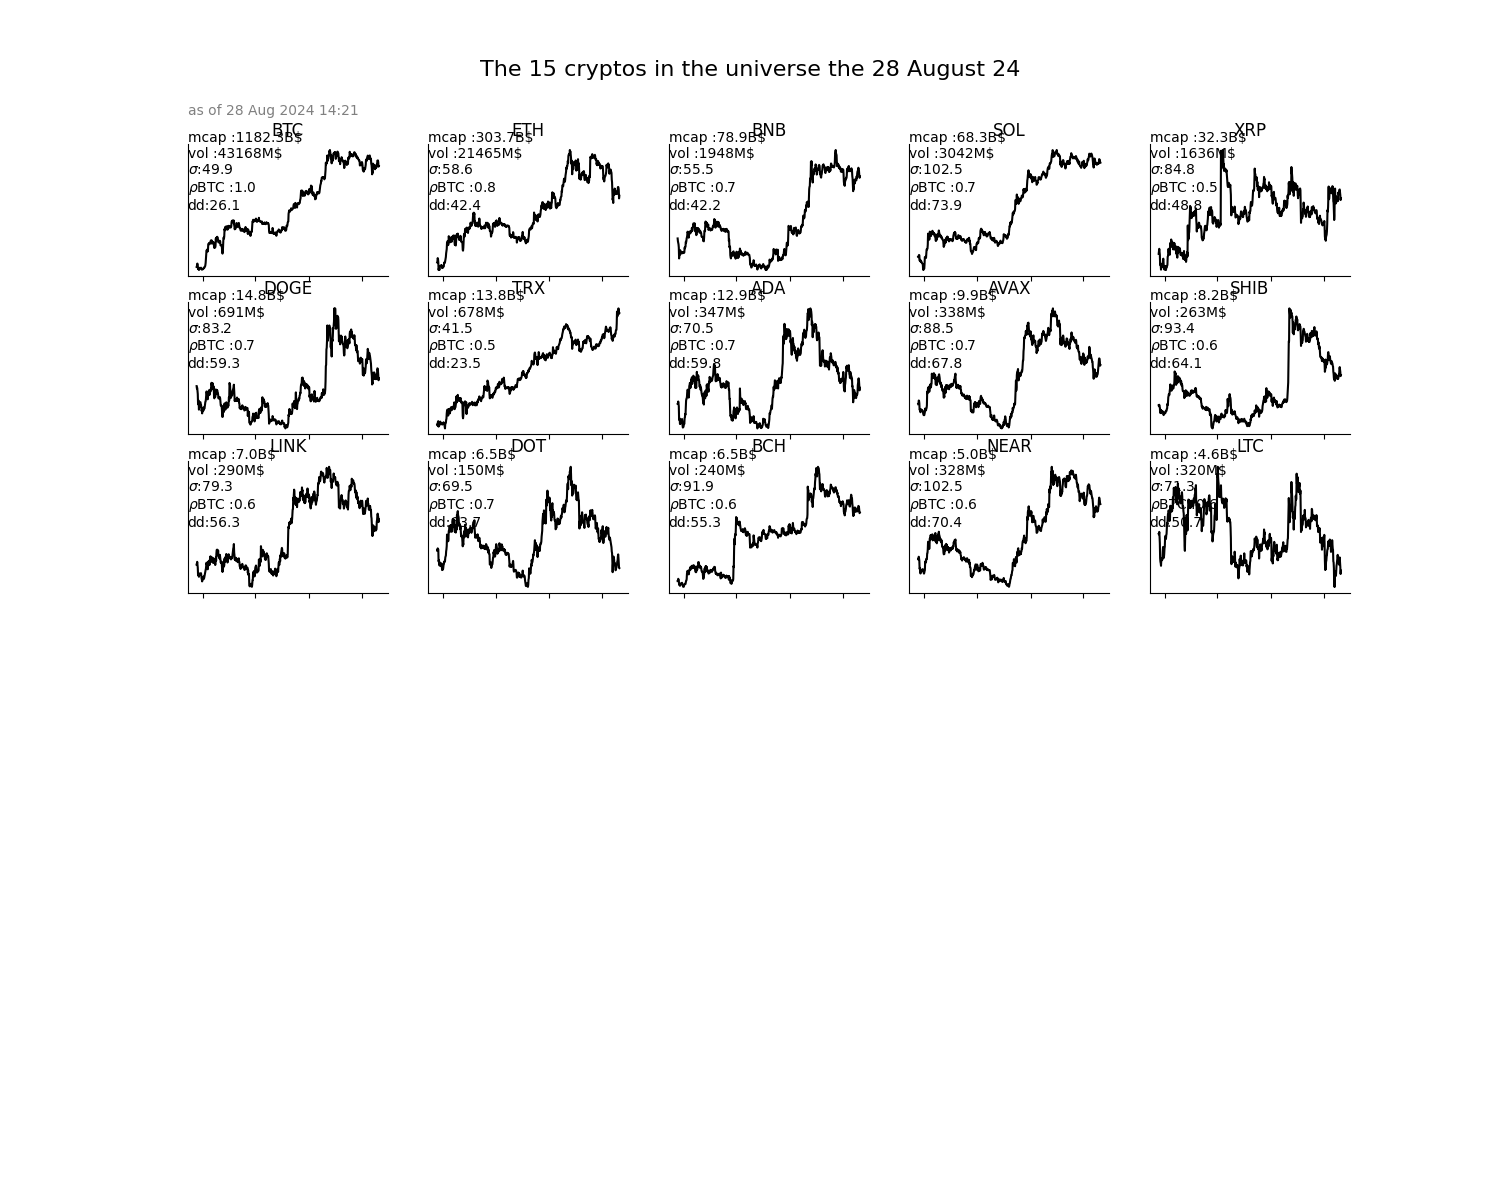 The 15 cryptos in the universe the 28 August 24
as of 28 Aug 2024 14:21
BTC
mcap :1182.3B$
vol :43168M$
σ:49.9
ρBTC :1.0
dd:26.1
ETH
mcap :303.7B$
vol :21465M$
σ:58.6
ρBTC :0.8
dd:42.4
BNB
mcap :78.9B$
vol :1948M$
σ:55.5
ρBTC :0.7
dd:42.2
SOL
mcap :68.3B$
vol :3042M$
σ:102.5
ρBTC :0.7
dd:73.9
XRP
mcap :32.3B$
vol :1636M$
σ:84.8
ρBTC :0.5
dd:48.8
DOGE
mcap :14.8B$
vol :691M$
σ:83.2
ρBTC :0.7
dd:59.3
TRX
mcap :13.8B$
vol :678M$
σ:41.5
ρBTC :0.5
dd:23.5
ADA
mcap :12.9B$
vol :347M$
σ:70.5
ρBTC :0.7
dd:59.8
AVAX
mcap :9.9B$
vol :338M$
σ:88.5
ρBTC :0.7
dd:67.8
SHIB
mcap :8.2B$
vol :263M$
σ:93.4
ρBTC :0.6
dd:64.1
LINK
mcap :7.0B$
vol :290M$
σ:79.3
ρBTC :0.6
dd:56.3
DOT
mcap :6.5B$
vol :150M$
σ:69.5
ρBTC :0.7
BCH
mcap :6.5B$
vol :240M$
σ:91.9
ρBTC :0.6
dd:55.3
NEAR
mcap :5.0B$
vol :328M$
σ:102.5
ρBTC :0.6
dd:70.4
LTC
mcap :4.6B$
vol :320M$
σ:71.3
dd:50.7